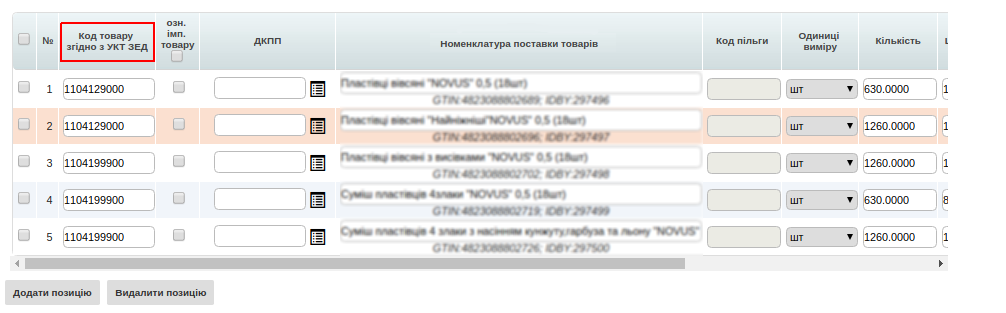 №
Код товару
згідно з УКТ ЗЕД
озн.
імп.
товару
ДКПП
Номенклатура поставки товарів
Код пільги
Одиниці
виміру
Кількість
1 1104129000 Пластівці вівсяні "NOVUS" 0,5 (18шт) шт 630.0000 1
GTIN:4823088802689; IDBY:297496
2 1104129000 Пластівці вівсяні "Найніжніші"NOVUS" 0,5 (18шт) шт 1260.0000 1
GTIN:4823088802696; IDBY:297497
3 1104199900 Пластівці вівсяні з висівками "NOVUS" 0,5 (18шт) шт 1260.0000 1
GTIN:4823088802702; IDBY:297498
4 1104199900 Суміш пластівців 4злаки "NOVUS" 0,5 (18шт) шт 630.0000 8
GTIN:4823088802719; IDBY:297499
5 1104199900 Суміш пластівців 4 злаки з насінням кунжуту,гарбуза та льону "NOVUS" шт 1260.0000 1
GTIN:4823088802726; IDBY:297500
Додати позицію Видалити позицію